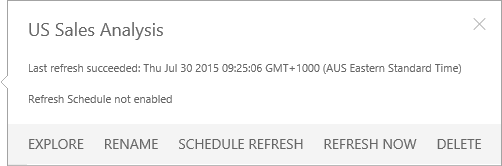 US Sales Analysis
Last refresh succeeded: Thu Jul 30 2015 09:25:06 GMT+1000 (AUS Eastern Standard Time)
Refresh Schedule not enabled
EXPLORE RENAME SCHEDULE REFRESH REFRESH NOW DELETE